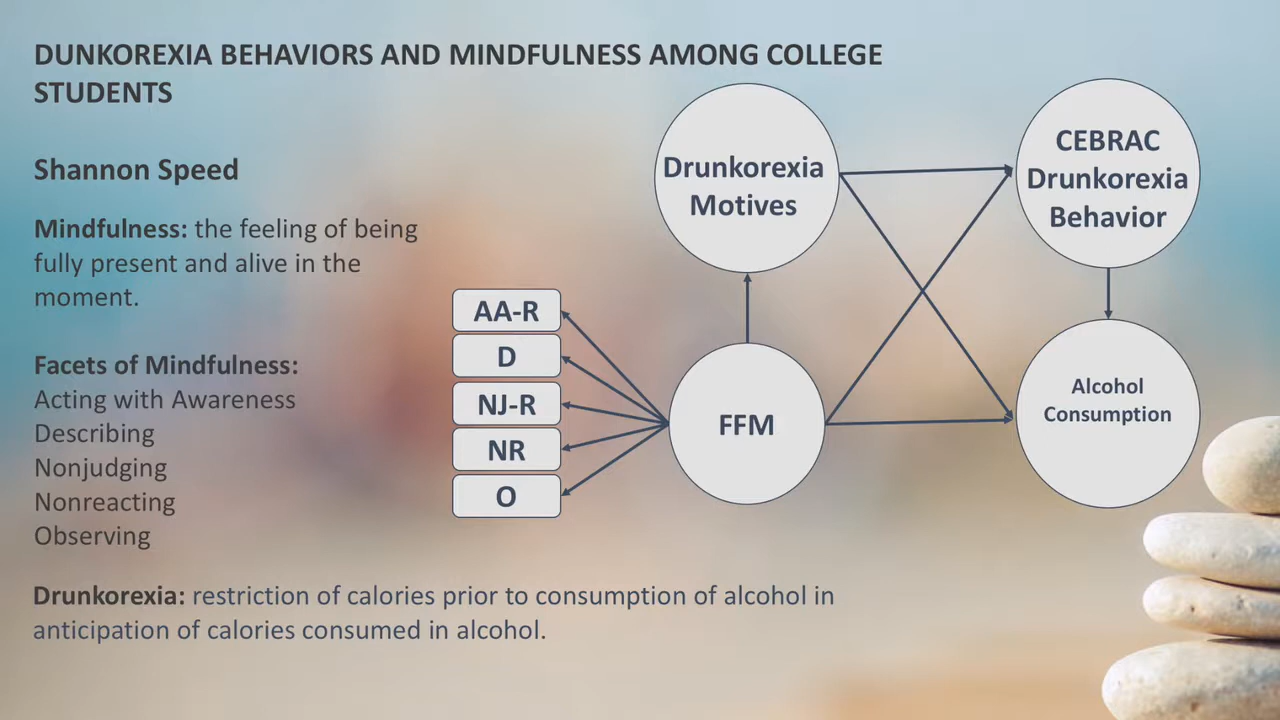 DUNKOREXIA BEHAVIORS AND MINDFULNESS AMONG COLLEGE
STUDENTS
Shannon Speed
Mindfulness: the feeling of being
fully present and alive in the
moment.
Facets of Mindfulness:
Acting with Awareness
Describing
Nonjudging
Nonreacting
Observing
Drunkorexia: restriction of calories prior to consumption of alcohol in
anticipation of calories consumed in alcohol.
AA-R
D
NJ-R
NR
O
FFM
Drunkorexia
Motives
CEBRAC
Drunkorexia
Behavior
Alcohol
Consumption